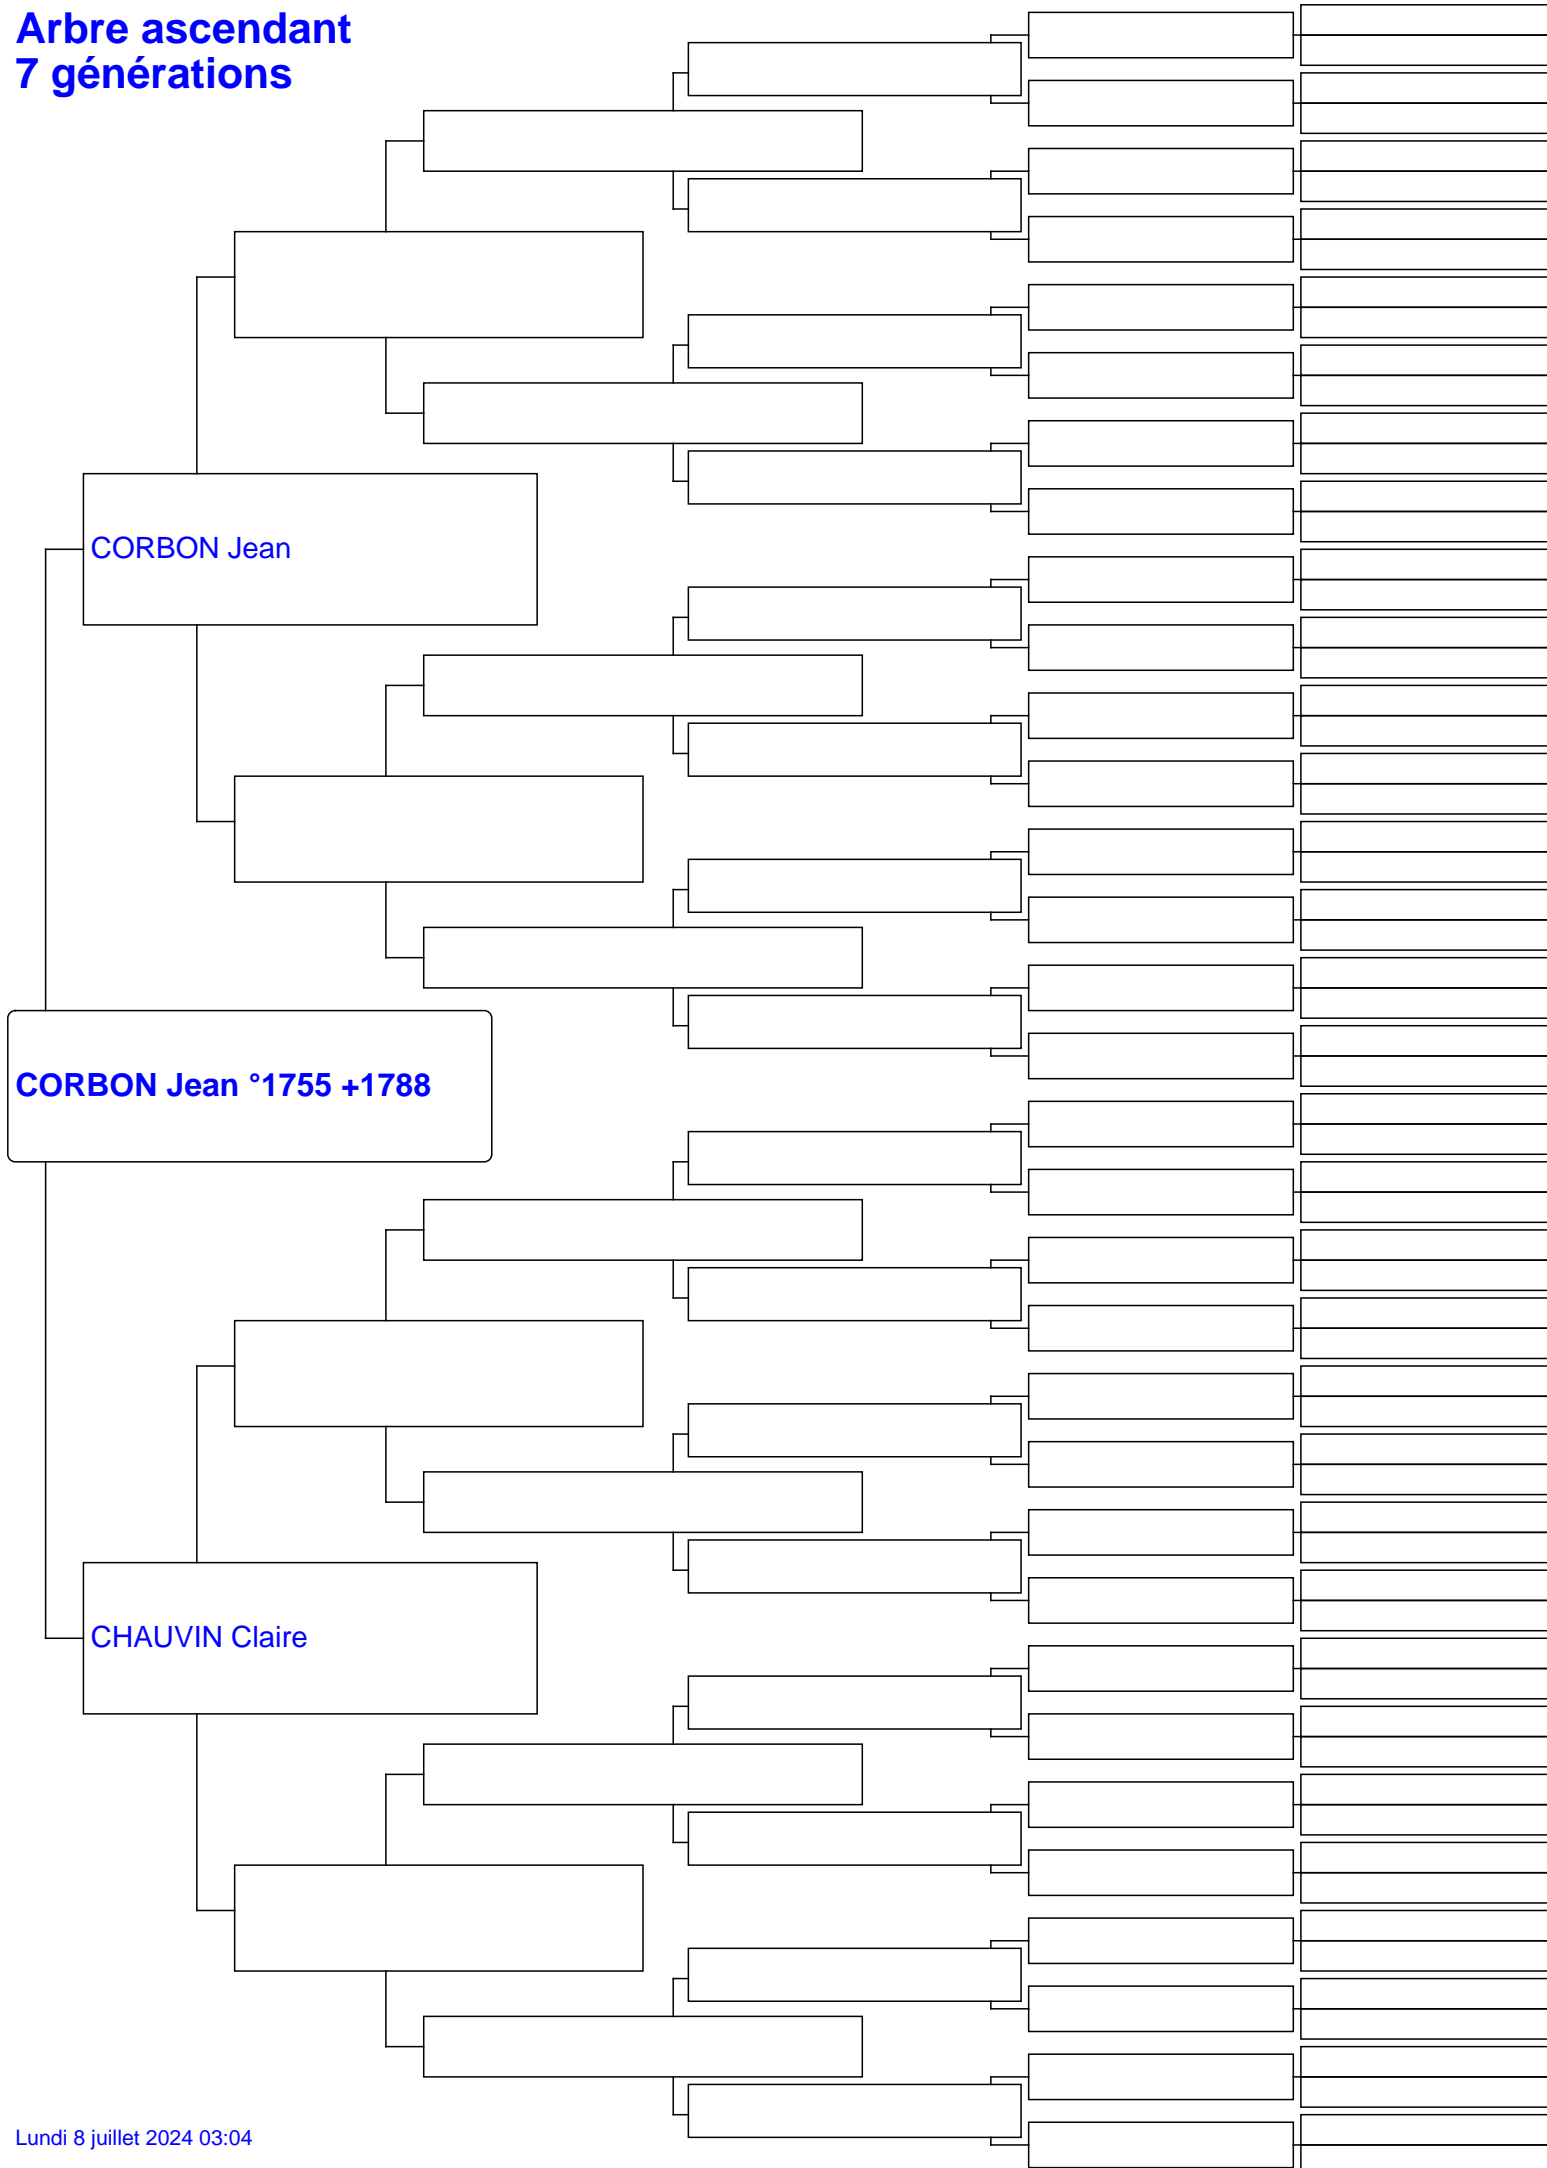 Arbre ascendant
7 générations
CORBON Jean
CORBON Jean °1755 +1788
CHAUVIN Claire
Lundi 8 juillet 2024 03:04